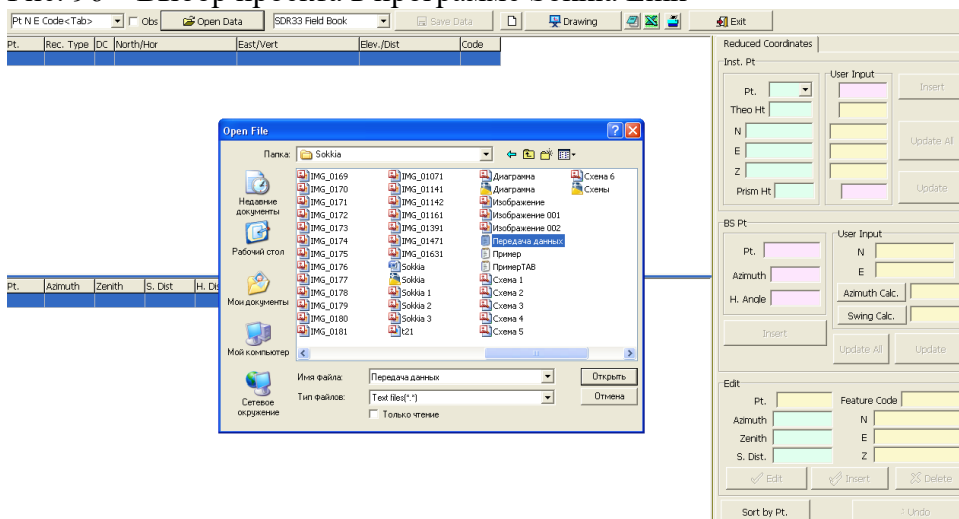 Pt N E Code<Tab> Obs Open Data SDR33 Field Book Save Data Drawing Exit
Pt. Rec. Type DC North/Hor East/Vert Elev./Dist Code
Reduced Coordinates
Inst. Pt
User Input
Pt. Insert
Theo Ht
N Update All
E
Z
Prism Ht Update
Open File
Папка: Sokkia
Недавние документы
Рабочий стол
Мои документы
Мой компьютер
Сетевое окружение
IMG_0169
IMG_0170
IMG_0171
IMG_0172
IMG_0173
IMG_0174
IMG_0175
IMG_0176
IMG_0177
IMG_0178
IMG_0179
IMG_0180
IMG_0181
IMG_01071
IMG_01141
IMG_01142
IMG_01161
IMG_01391
IMG_01471
IMG_01631
Sokkia
Sokkia
Sokkia 1
Sokkia 2
Sokkia 3
t21
Диаграмма
Диаграмма
Изображение
Изображение 001
Изображение 002
Передача данных
Пример
ПримерTAB
Схема 1
Схема 2
Схема 3
Схема 4
Схема 5
Схема 6
Схемы
Имя файла: Передача данных Открыть
Тип файлов: Text files(*.*) Отмена
Только чтение
Pt. Azimuth Zenith S. Dist
BS Pt
User Input
Pt. N
Azimuth E
H. Angle Azimuth Calc.
Swing Calc.
Insert Update All Update
Edit
Pt. Feature Code
Azimuth N
Zenith E
S. Dist. Z
Edit Insert Delete
Sort by Pt. Undo